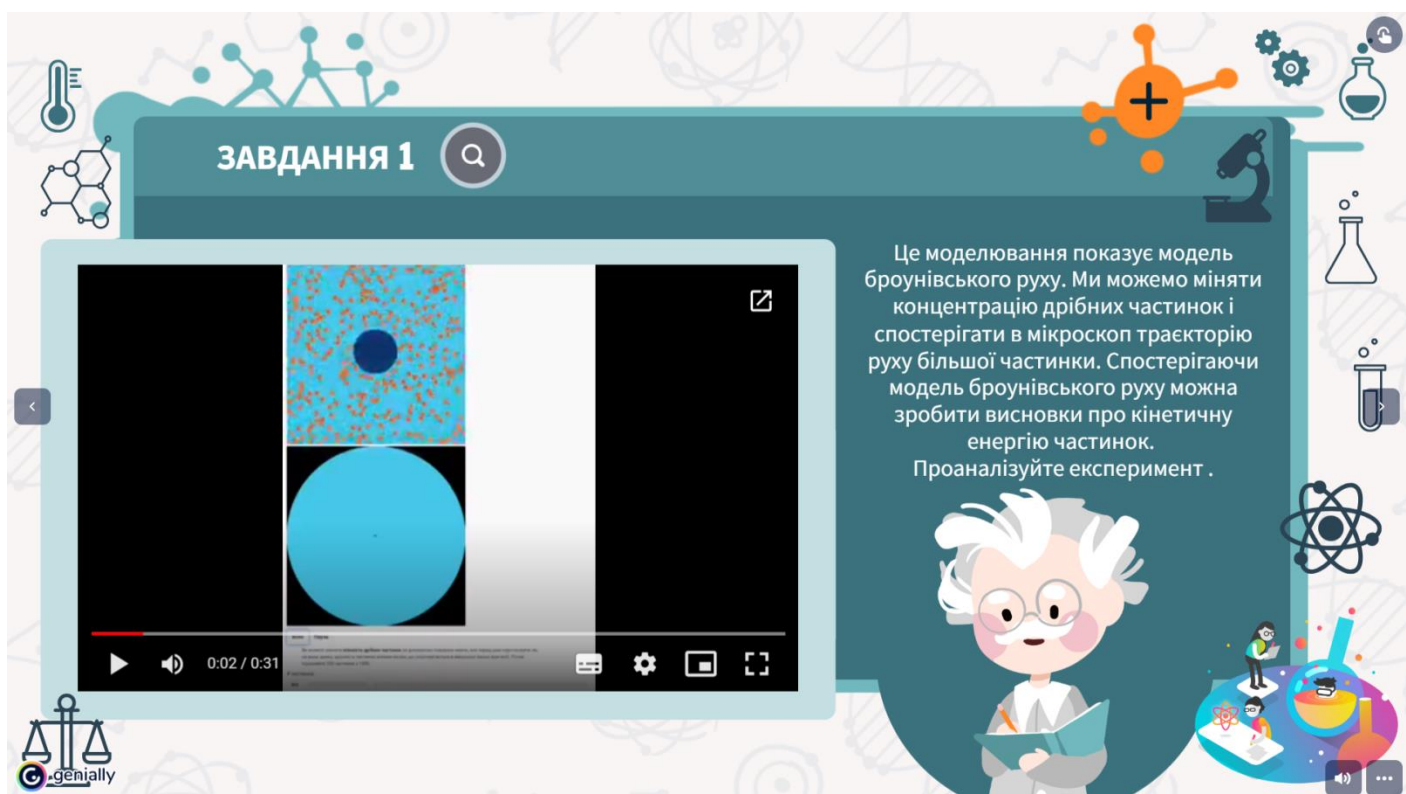 ЗАВДАННЯ 1
Це моделювання показує модель
броунівського руху. Ми можемо міняти
концентрацію дрібних частинок і
спостерігати в мікроскоп траєкторію
руху більшої частинки. Спостерігаючи
модель броунівського руху можна
зробити висновки про кінетичну
енергію частинок.
Проаналізуйте експеримент .
0:02 / 0:31
genially